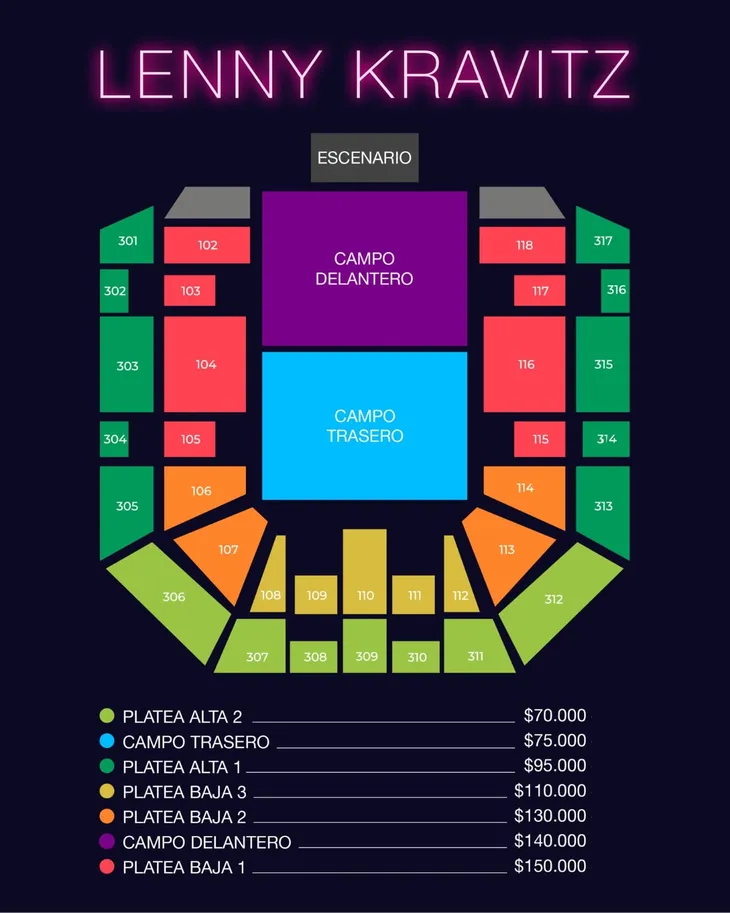 LENNY KRAVITZ
ESCENARIO
CAMPO
DELANTERO
CAMPO
TRASERO
301
102
118
317
302
103
117
316
303
104
116
315
304
105
115
314
305
106
114
313
107
113
306
108
109
110
111
112
312
307
308
309
310
311
PLATEA ALTA 2 $70.000
CAMPO TRASERO $75.000
PLATEA ALTA 1 $95.000
PLATEA BAJA 3 $110.000
PLATEA BAJA 2 $130.000
CAMPO DELANTERO $140.000
PLATEA BAJA 1 $150.000